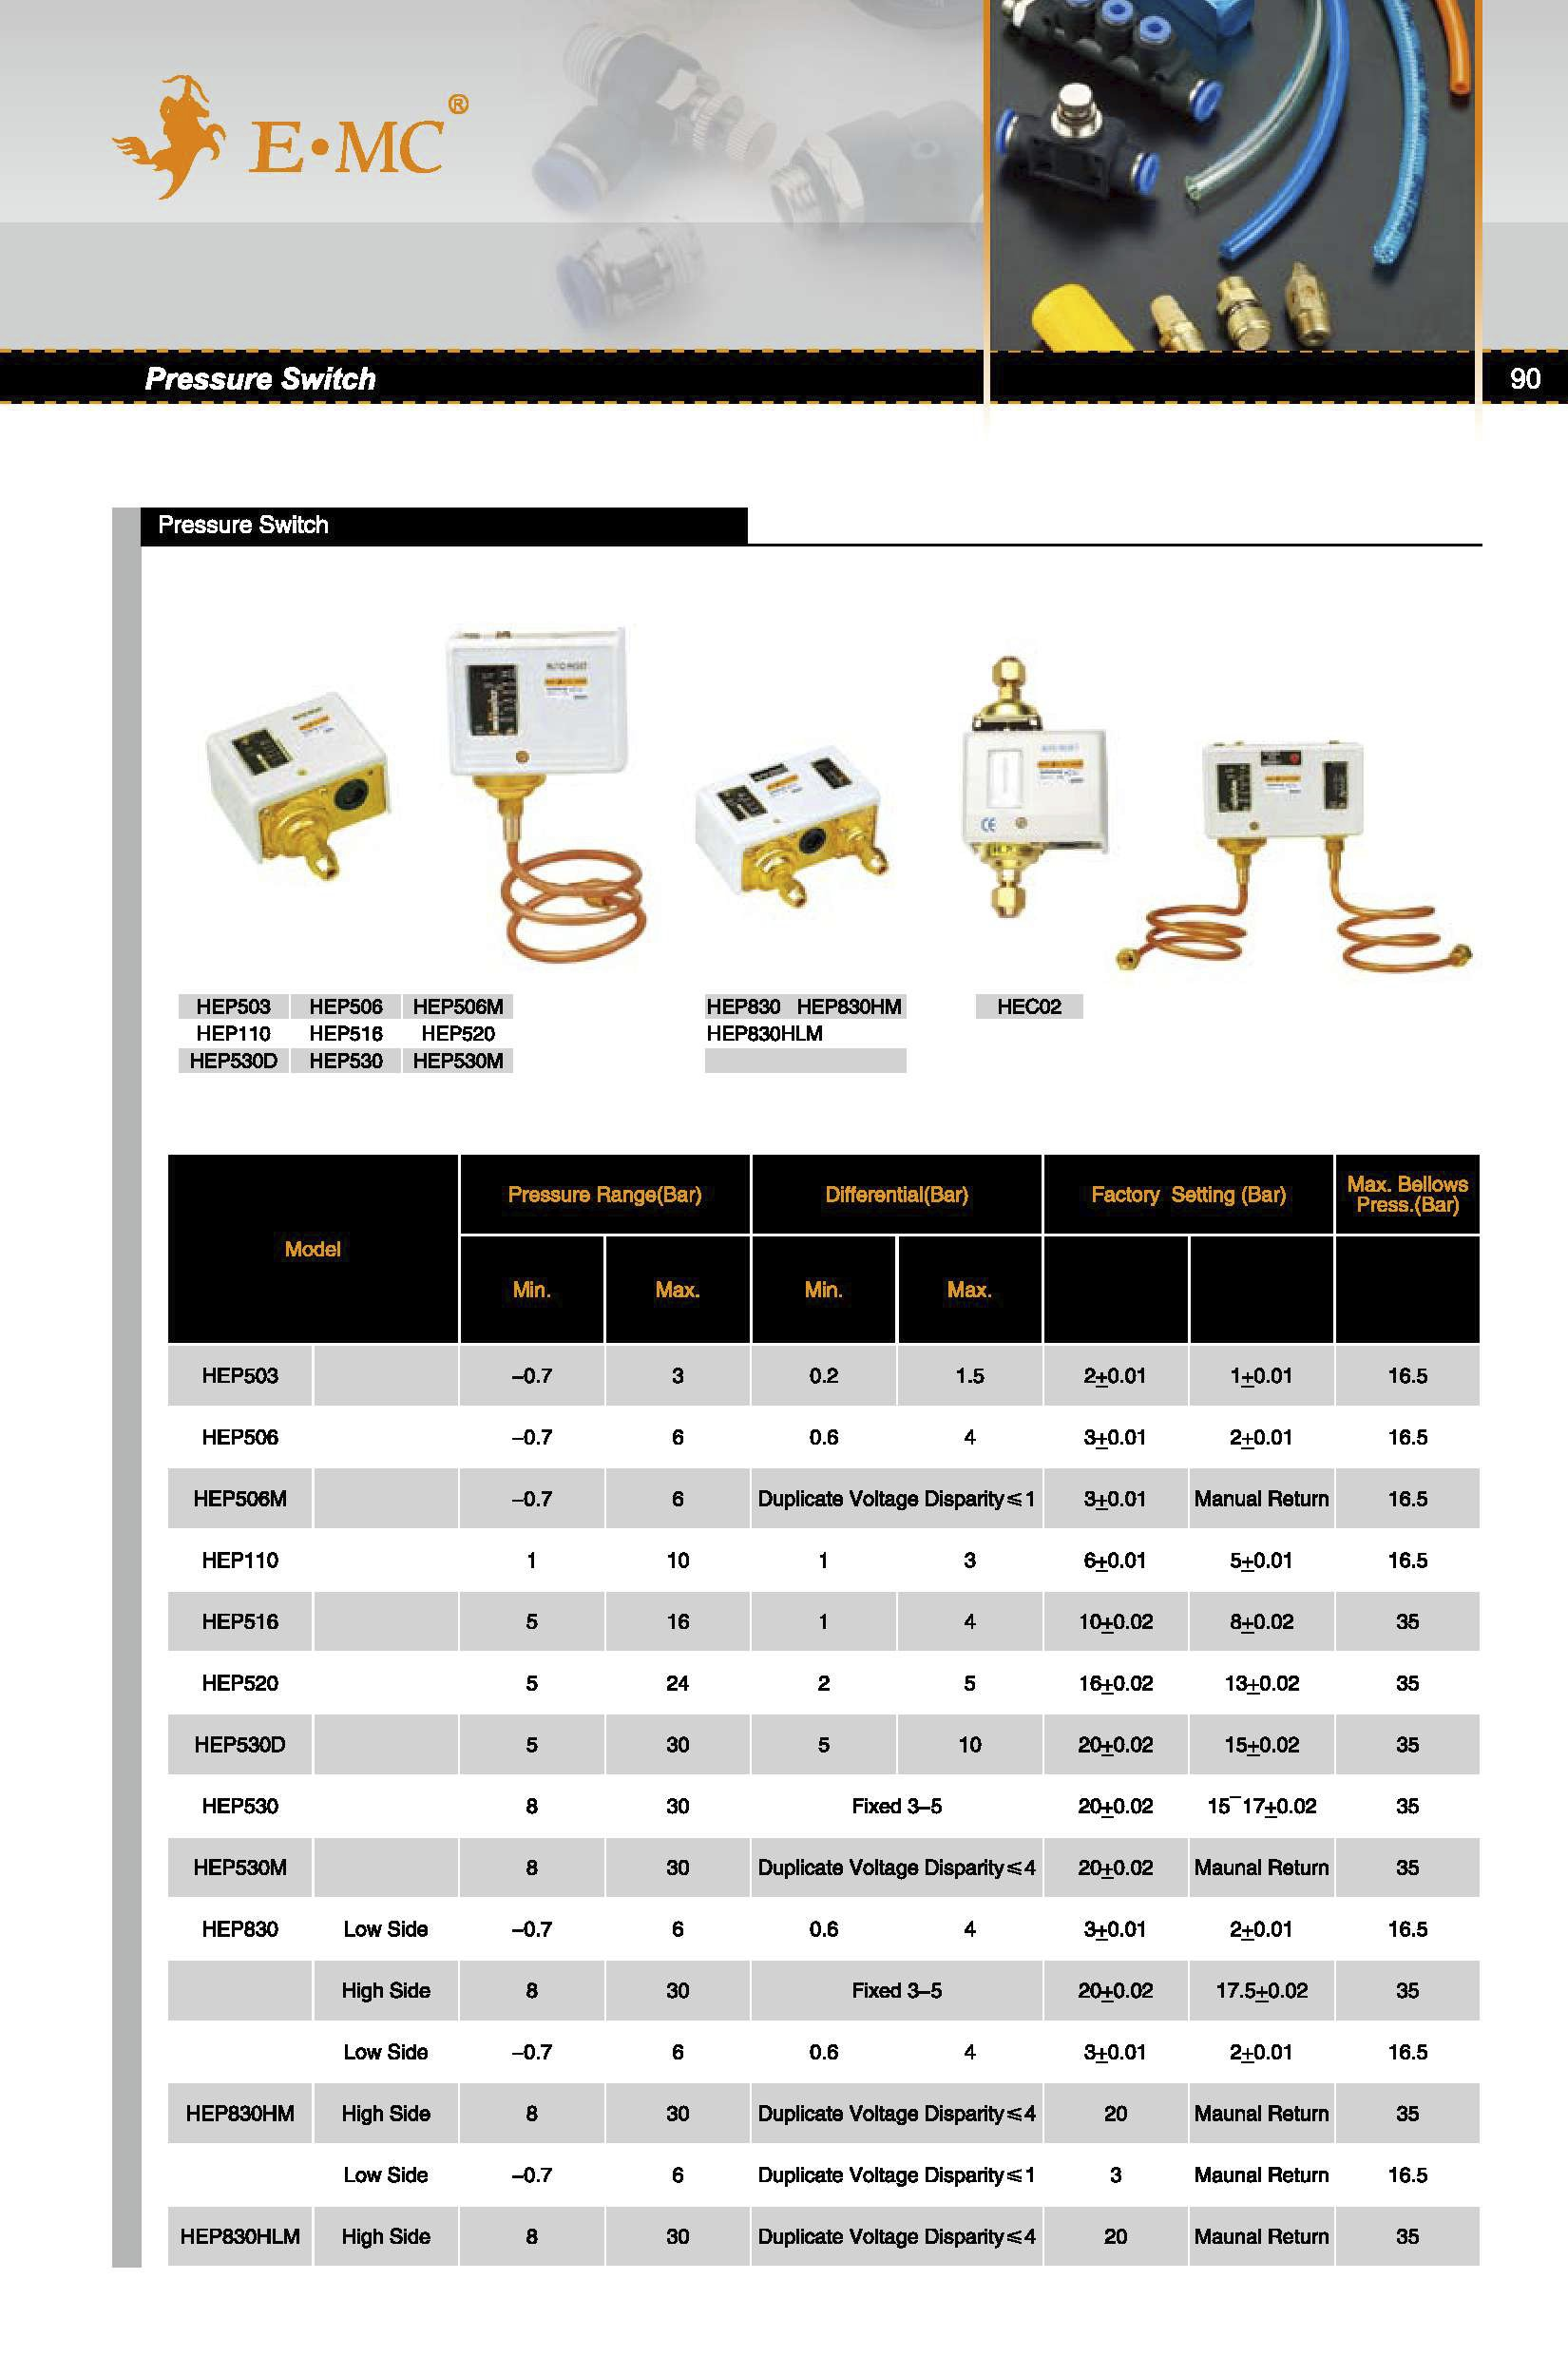 E•MC®
Pressure Switch
90
Pressure Switch
AUTO RESET
CE
HEP503 HEP506 HEP506M
HEP110 HEP516 HEP520
HEP530D HEP530 HEP530M
HEP830 HEP830HM
HEP830HLM
HEC02
Model Pressure Range(Bar) Differential(Bar) Factory Setting (Bar) Max. Bellows
Press.(Bar)
Min. Max. Min. Max.
HEP503 –0.7 3 0.2 1.5 2±0.01 1±0.01 16.5
HEP506 –0.7 6 0.6 4 3±0.01 2±0.01 16.5
HEP506M –0.7 6 Duplicate Voltage Disparity⩽1 3±0.01 Manual Return 16.5
HEP110 1 10 1 3 6±0.01 5±0.01 16.5
HEP516 5 16 1 4 10±0.02 8±0.02 35
HEP520 5 24 2 5 16±0.02 13±0.02 35
HEP530D 5 30 5 10 20±0.02 15±0.02 35
HEP530 8 30 Fixed 3–5 20±0.02 15‾17±0.02 35
HEP530M 8 30 Duplicate Voltage Disparity⩽4 20±0.02 Maunal Return 35
HEP830 Low Side –0.7 6 0.6 4 3±0.01 2±0.01 16.5
High Side 8 30 Fixed 3–5 20±0.02 17.5±0.02 35
Low Side –0.7 6 0.6 4 3±0.01 2±0.01 16.5
HEP830HM High Side 8 30 Duplicate Voltage Disparity⩽4 20 Maunal Return 35
Low Side –0.7 6 Duplicate Voltage Disparity⩽1 3 Maunal Return 16.5
HEP830HLM High Side 8 30 Duplicate Voltage Disparity⩽4 20 Maunal Return 35